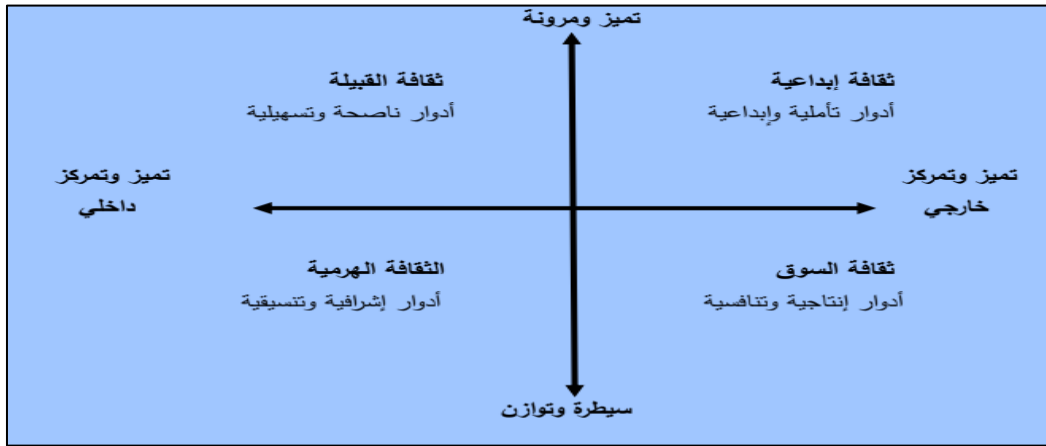 تميز ومرونة
ثقافة إبداعية
أدوار تأملية وإبداعية
ثقافة القبيلة
أدوار ناصحة وتسهيلية
تميز وتمركز
خارجي
تميز وتمركز
داخلي
ثقافة السوق
أدوار إنتاجية وتنافسية
الثقافة الهرمية
أدوار إشرافية وتنسيقية
سيطرة وتوازن